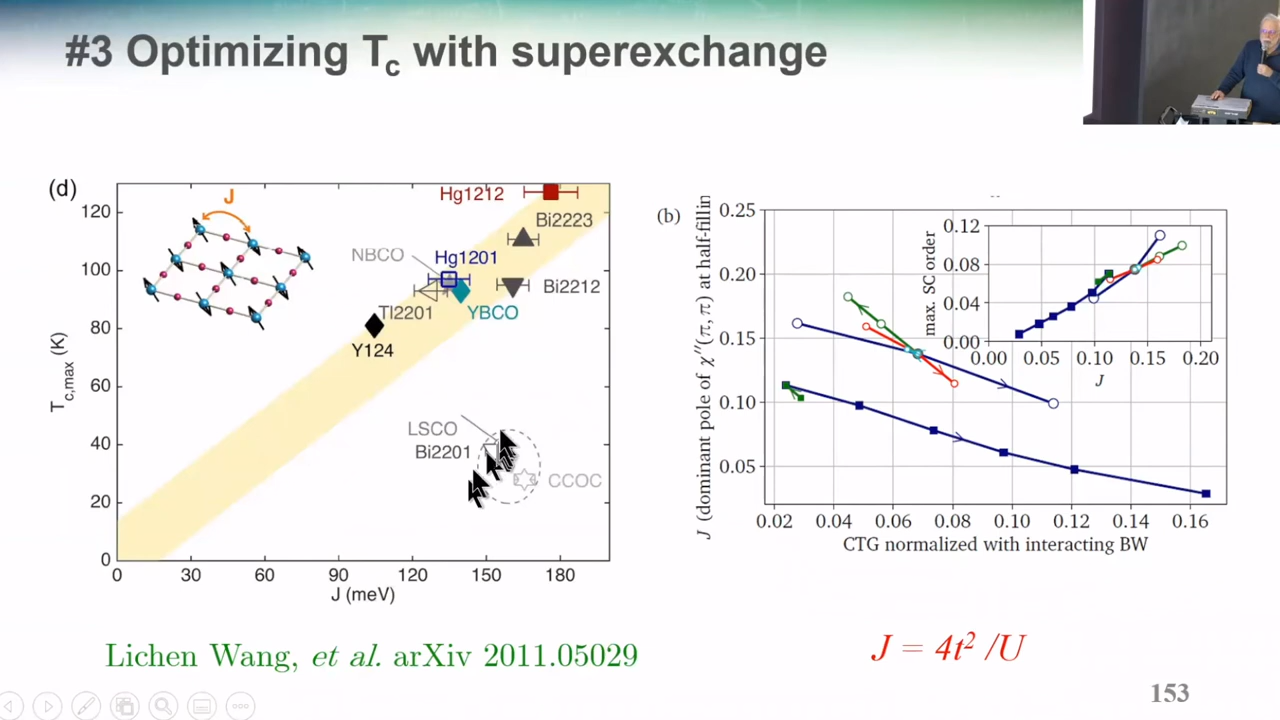 #3 Optimizing Tc with superexchange
(d)
J
Tc,max (K)
120
100
80
60
40
20
0
0 30 60 90 120 150 180
J (meV)
Hg1212
Bi2223
NBCO
Hg1201
Bi2212
Tl2201
YBCO
Y124
LSCO
Bi2201
CCOC
(b)
J (dominant pole of χ″(π,π) at half-fillin
0.25
0.20
0.15
0.10
0.05
0.02 0.04 0.06 0.08 0.10 0.12 0.14 0.16
CTG normalized with interacting BW
max. SC order
0.12
0.08
0.04
0.00
0.00 0.05 0.10 0.15 0.20
J
Lichen Wang, et al. arXiv 2011.05029
J = 4t² /U
153